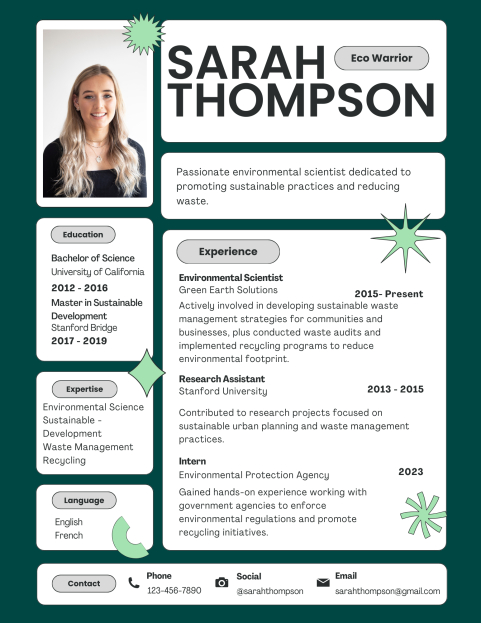 SARAH
Eco Warrior
THOMPSON
Passionate environmental scientist dedicated to
promoting sustainable practices and reducing
waste.
Education
Bachelor of Science
University of California
2012 - 2016
Master in Sustainable
Development
Stanford Bridge
2017 - 2019
Expertise
Environmental Science
Sustainable -
Development
Waste Management
Recycling
Language
English
French
Experience
Environmental Scientist
Green Earth Solutions
2015- Present
Actively involved in developing sustainable waste
management strategies for communities and
businesses, plus conducted waste audits and
implemented recycling programs to reduce
environmental footprint.
Research Assistant
Stanford University
2013 - 2015
Contributed to research projects focused on
sustainable urban planning and waste management
practices.
Intern
Environmental Protection Agency
2023
Gained hands-on experience working with
government agencies to enforce
environmental regulations and promote
recycling initiatives.
Contact
Phone
123-456-7890
Social
@sarahthompson
Email
sarahthompson@gmail.com